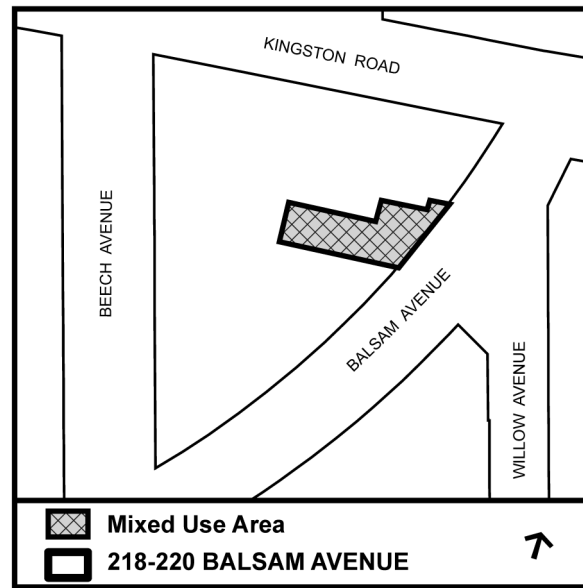 KINGSTON ROAD
BEECH AVENUE
BALSAM AVENUE
WILLOW AVENUE
Mixed Use Area
218-220 BALSAM AVENUE